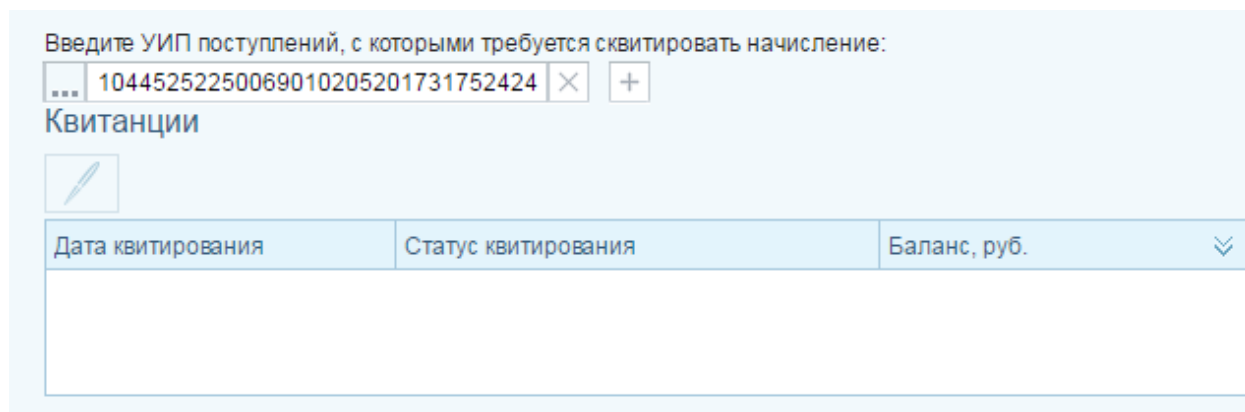 Введите УИП поступлений, с которыми требуется сквитировать начисление:
... 10445252250069010205201731752424 × +
Квитанции
Дата квитирования Статус квитирования Баланс, руб.